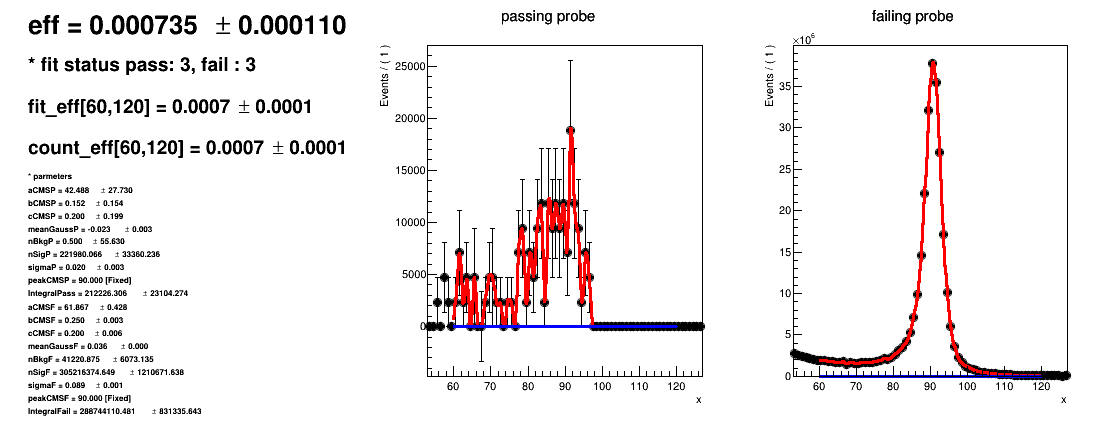 eff = 0.000735 ± 0.000110
* fit status pass: 3, fail : 3
fit_eff[60,120] = 0.0007 ± 0.0001
count_eff[60,120] = 0.0007 ± 0.0001
* parmeters
aCMSP = 42.488 ± 27.730
bCMSP = 0.152 ± 0.154
cCMSP = 0.200 ± 0.199
meanGaussP = -0.023 ± 0.003
nBkgP = 0.500 ± 55.630
nSigP = 221980.066 ± 33360.236
sigmaP = 0.020 ± 0.003
peakCMSP = 90.000 [Fixed]
IntegralPass = 212226.306 ± 23104.274
aCMSF = 61.867 ± 0.428
bCMSF = 0.250 ± 0.003
cCMSF = 0.200 ± 0.006
meanGaussF = 0.036 ± 0.000
nBkgF = 41220.875 ± 6073.135
nSigF = 305216374.649 ± 1210671.638
sigmaF = 0.089 ± 0.001
peakCMSF = 90.000 [Fixed]
IntegralFail = 288744110.481 ± 831335.643
passing probe
Events / ( 1 )
25000
20000
15000
10000
5000
0
60 70 80 90 100 110 120
x
failing probe
×10⁶
Events / ( 1 )
35
30
25
20
15
10
5
0
60 70 80 90 100 110 120
x